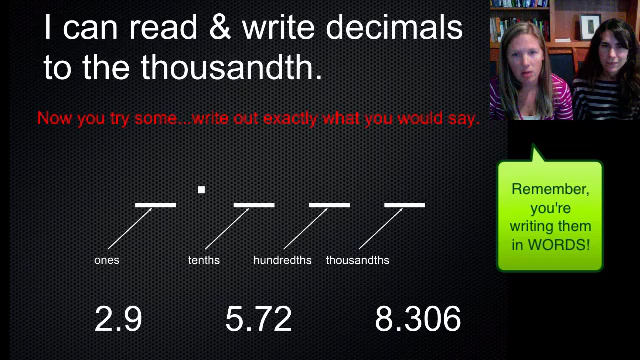 I can read & write decimals
to the thousandth.
Now you try some...write out exactly what you would say.
Remember,
you're
writing them
in WORDS!
.
ones tenths hundredths thousandths
2.9 5.72 8.306